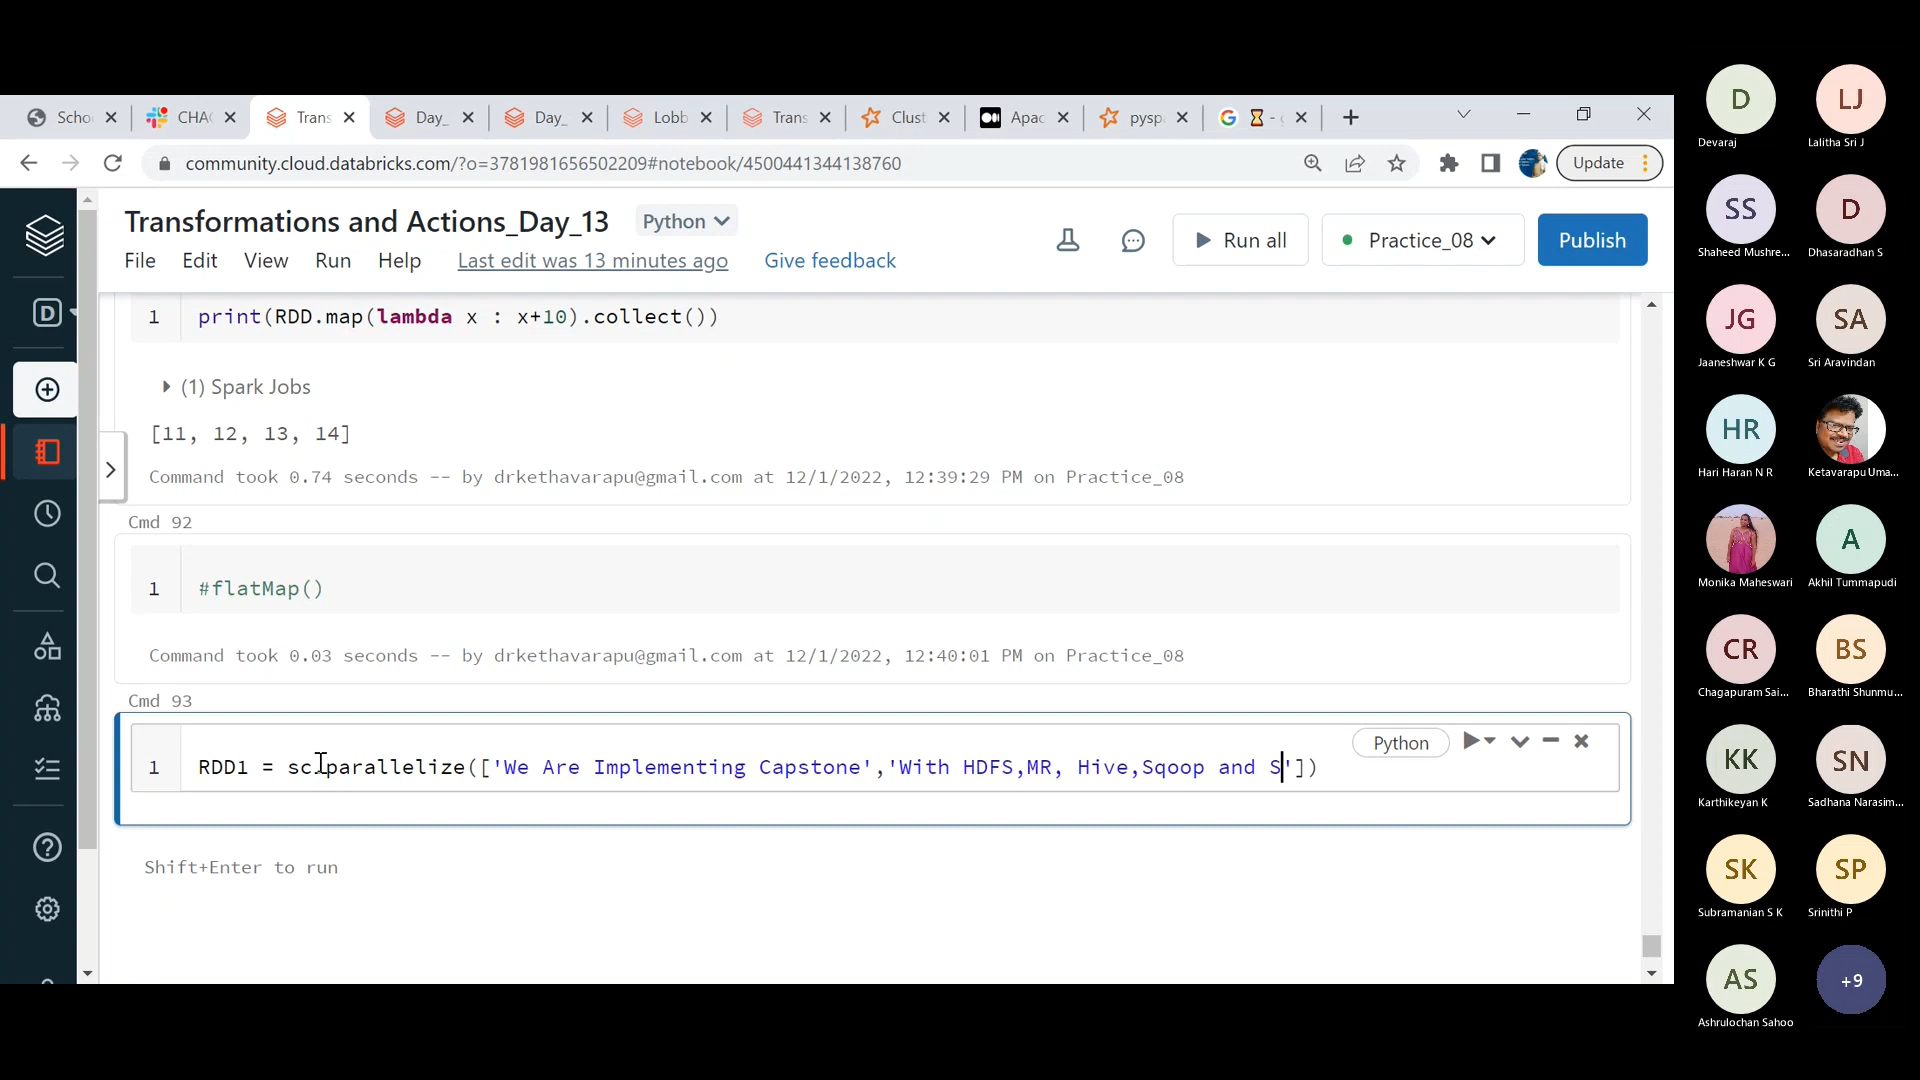 Scho
CHAC
Trans
Day_
Day_
Lobb
Trans
Clust
Apac
pysp
community.cloud.databricks.com/?o=3781981656502209#notebook/4500441344138760
Update
Transformations and Actions_Day_13
Python
File Edit View Run Help Last edit was 13 minutes ago Give feedback
Run all
Practice_08
Publish
D
1 print(RDD.map(lambda x : x+10).collect())
(1) Spark Jobs
[11, 12, 13, 14]
Command took 0.74 seconds -- by drkethavarapu@gmail.com at 12/1/2022, 12:39:29 PM on Practice_08
Cmd 92
1 #flatMap()
Command took 0.03 seconds -- by drkethavarapu@gmail.com at 12/1/2022, 12:40:01 PM on Practice_08
Cmd 93
Python
1 RDD1 = sc.parallelize(['We Are Implementing Capstone','With HDFS,MR, Hive,Sqoop and S'])
Shift+Enter to run
D
Devaraj
LJ
Lalitha Sri J
SS
Shaheed Mushre...
D
Dhasaradhan S
JG
Jaaneshwar K G
SA
Sri Aravindan
HR
Hari Haran N R
Ketavarapu Uma...
Monika Maheswari
A
Akhil Tummapudi
CR
Chagapuram Sai...
BS
Bharathi Shunmu...
KK
Karthikeyan K
SN
Sadhana Narasim...
SK
Subramanian S K
SP
Srinithi P
AS
Ashrulochan Sahoo
+9